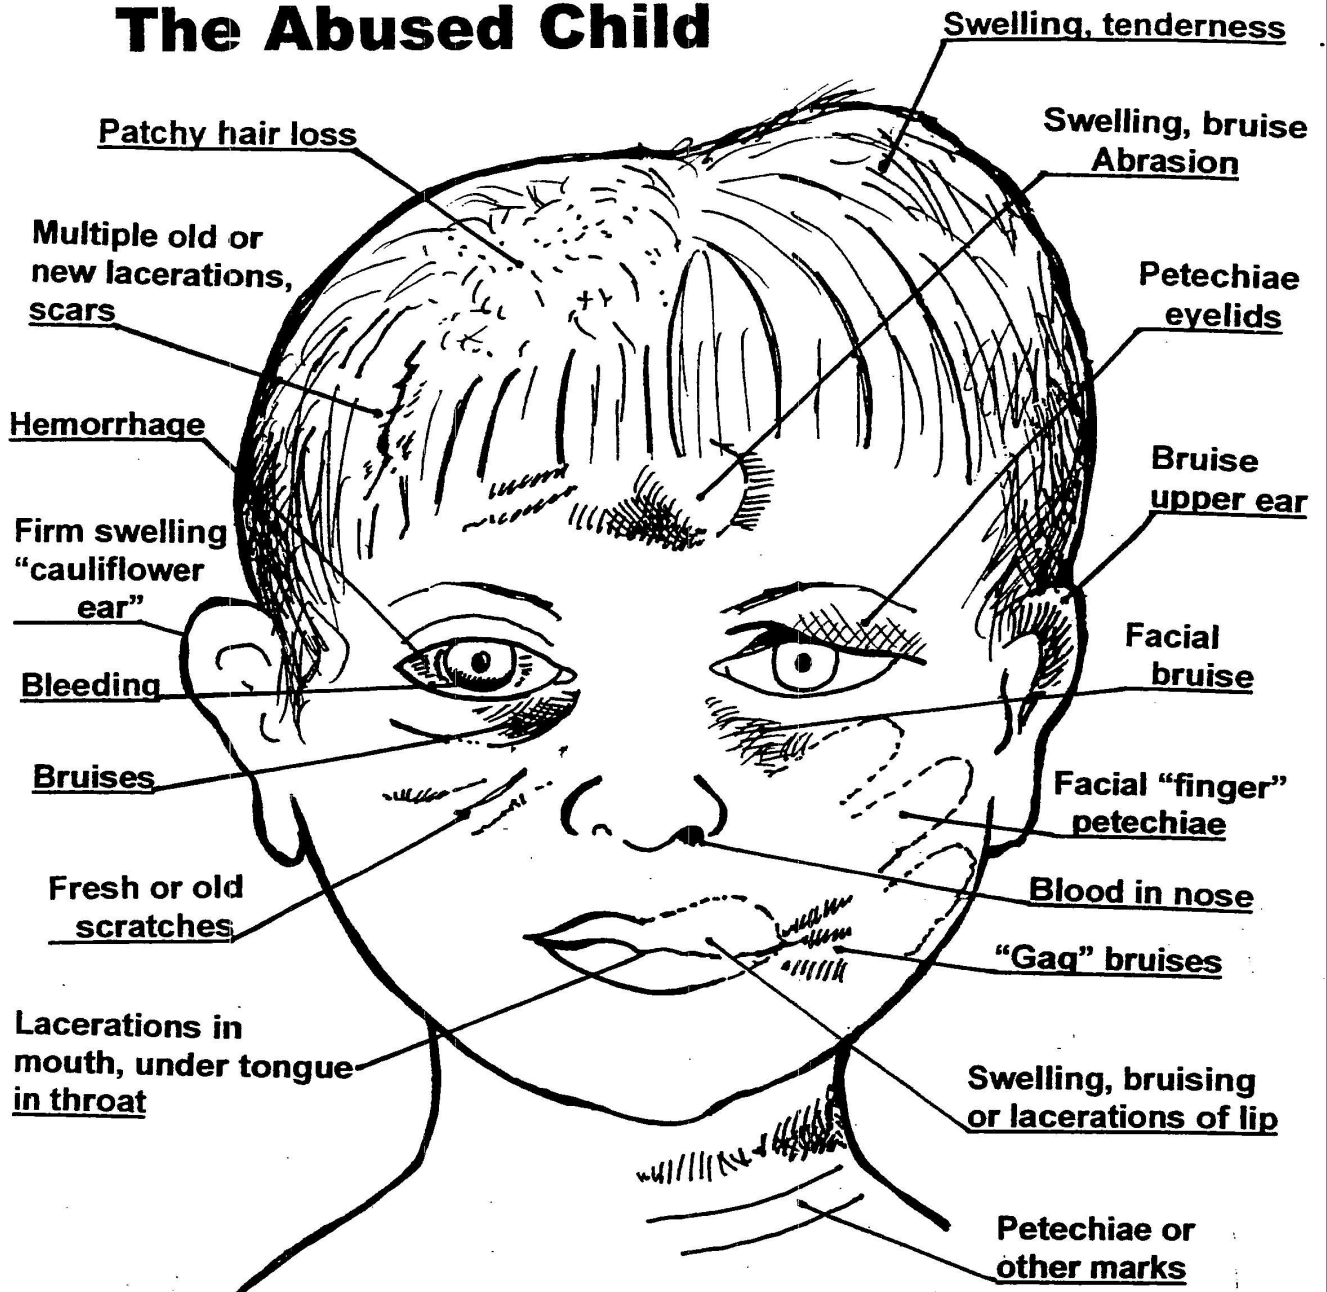 The Abused Child
Swelling, tenderness
Patchy hair loss
Swelling, bruise
Abrasion
Multiple old or
new lacerations,
scars
Petechiae
eyelids
Hemorrhage
Bruise
upper ear
Firm swelling
“cauliflower
ear”
Facial
bruise
Bleeding
Bruises
Facial “finger”
petechiae
Fresh or old
scratches
Blood in nose
“Gag” bruises
Lacerations in
mouth, under tongue
in throat
Swelling, bruising
or lacerations of lip
Petechiae or
other marks